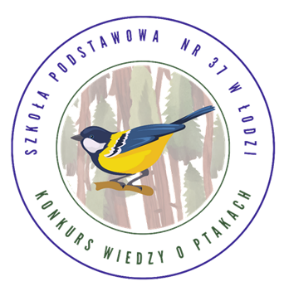 SZKOŁA PODSTAWOWA NR 37 W ŁODZI
KONKURS WIEDZY O PTAKACH